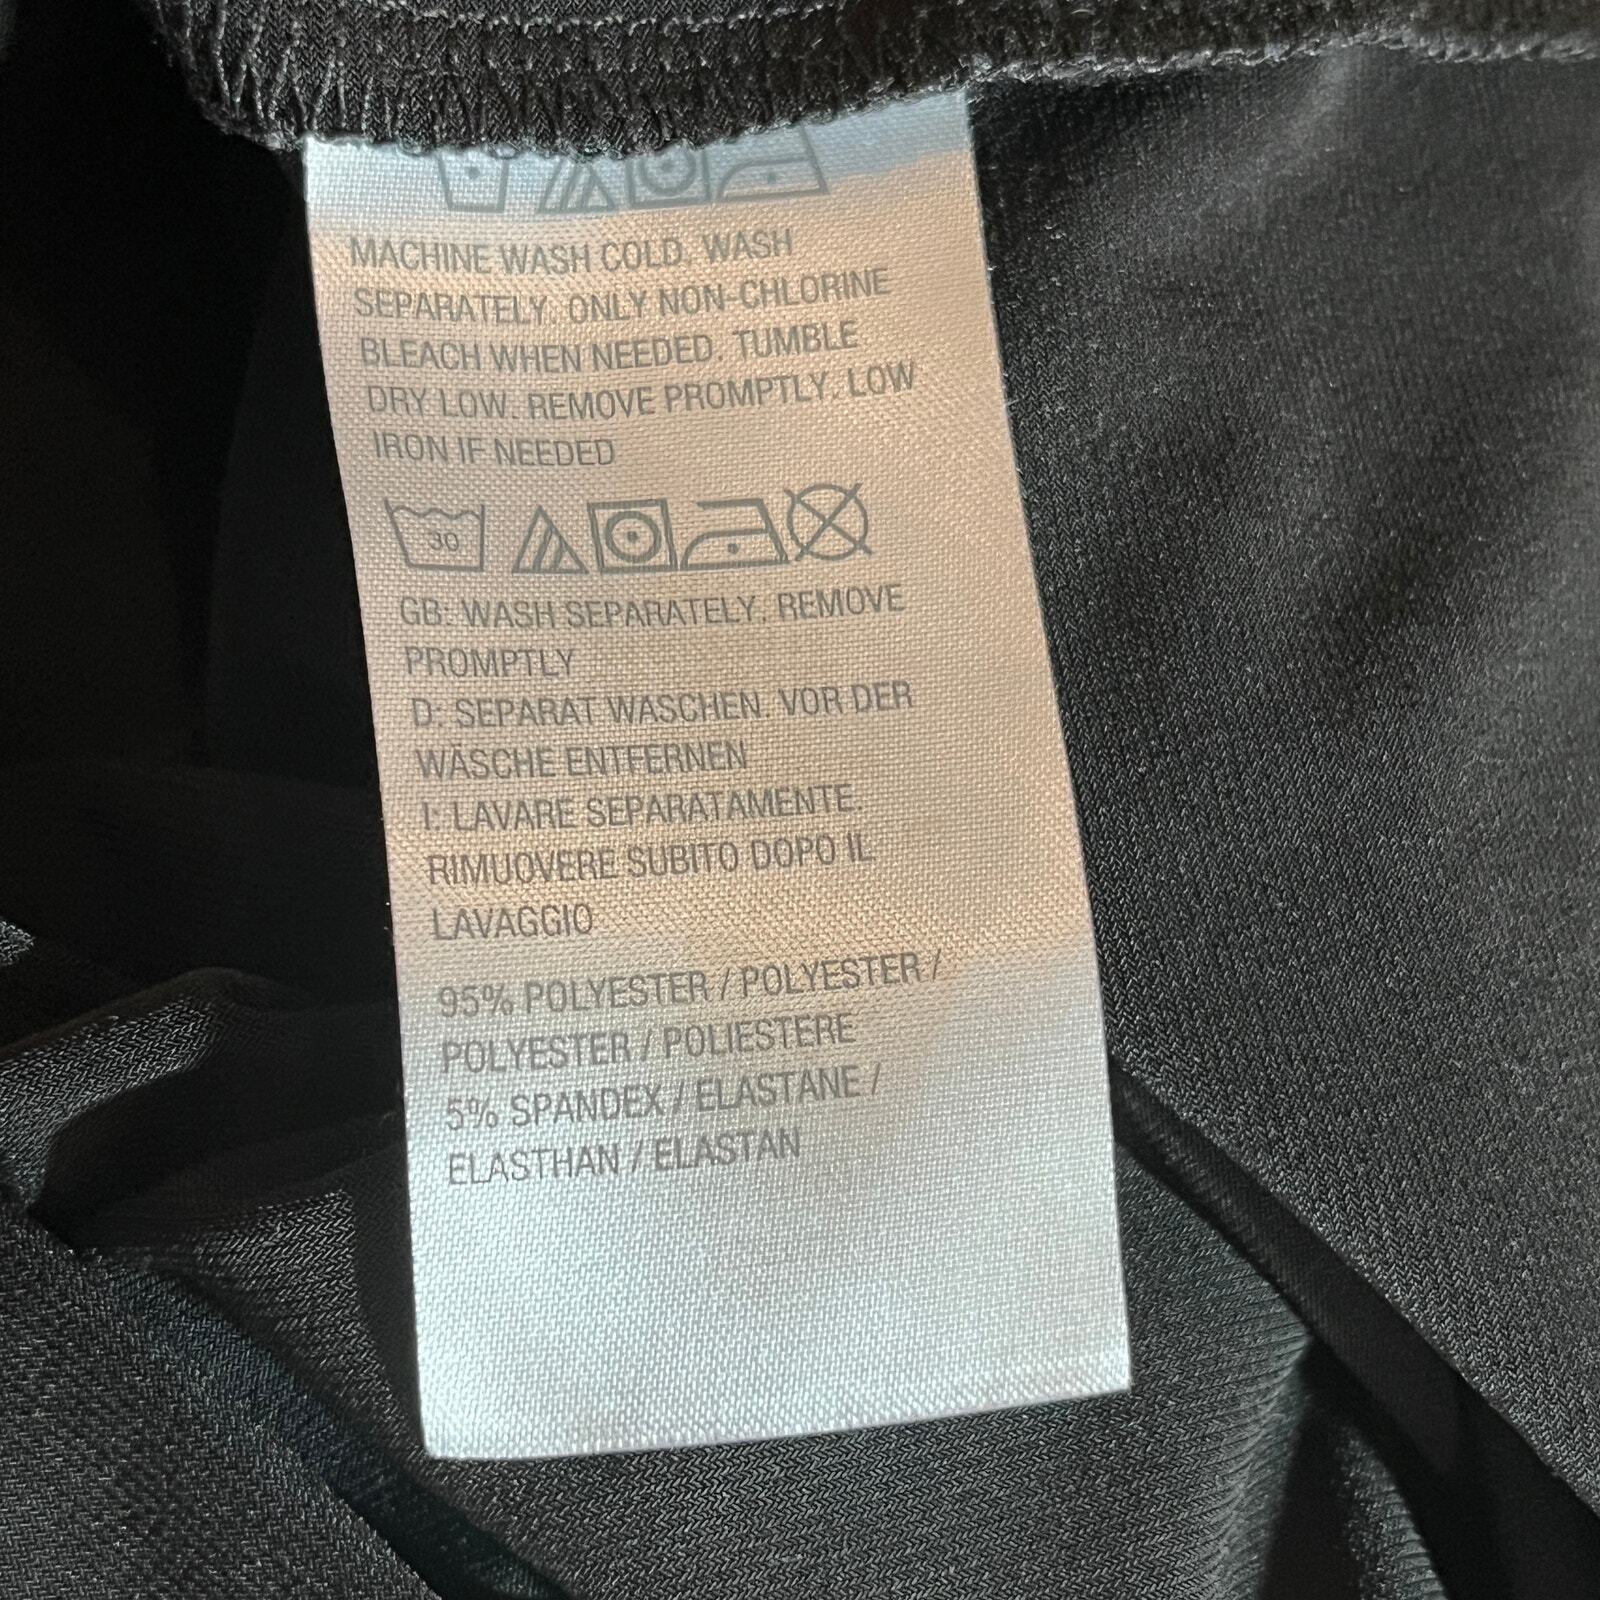 MACHINE WASH COLD. WASH
SEPARATELY. ONLY NON-CHLORINE
BLEACH WHEN NEEDED. TUMBLE
DRY LOW. REMOVE PROMPTLY. LOW
IRON IF NEEDED
30
GB: WASH SEPARATELY. REMOVE
PROMPTLY
D: SEPARAT WASCHEN. VOR DER
WÄSCHE ENTFERNEN
I: LAVARE SEPARATAMENTE.
RIMUOVERE SUBITO DOPO IL
LAVAGGIO
95% POLYESTER / POLYESTER /
POLYESTER / POLIESTERE
5% SPANDEX / ELASTANE /
ELASTHAN / ELASTAN